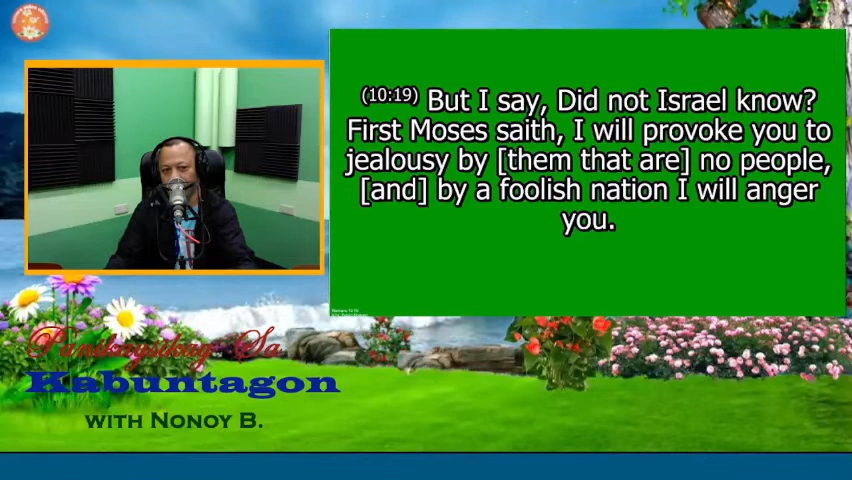 (10:19) But I say, Did not Israel know?
First Moses saith, I will provoke you to
jealousy by [them that are] no people,
[and] by a foolish nation I will anger
you.
Panikaysikay Sa
Kabuntagon
WITH NONOY B.